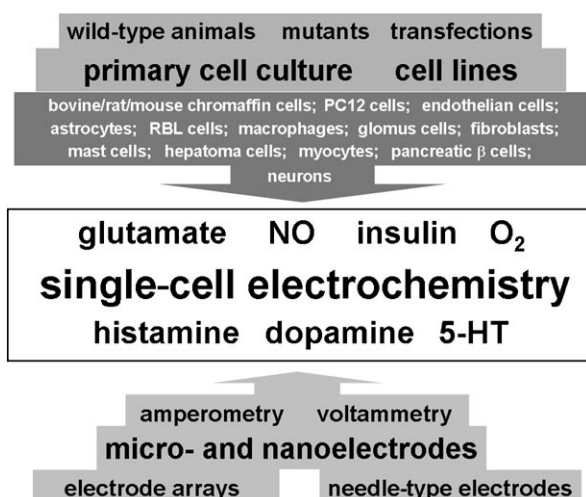 wild-type animals mutants transfections
primary cell culture cell lines
bovine/rat/mouse chromaffin cells; PC12 cells; endothelian cells;
astrocytes; RBL cells; macrophages; glomus cells; fibroblasts;
mast cells; hepatoma cells; myocytes; pancreatic β cells;
neurons
glutamate NO insulin O₂
single-cell electrochemistry
histamine dopamine 5-HT
amperometry voltammetry
micro- and nanoelectrodes
electrode arrays needle-type electrodes